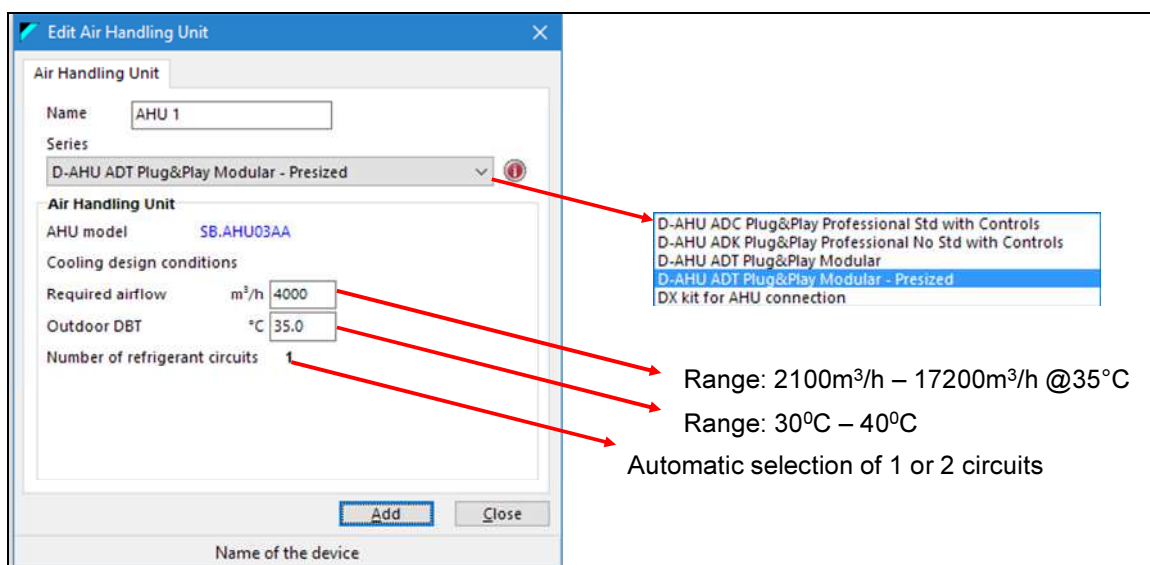 Edit Air Handling Unit
Air Handling Unit
Name AHU 1
Series
D-AHU ADT Plug&Play Modular - Presized
Air Handling Unit
AHU model SB.AHU03AA
Cooling design conditions
Required airflow m³/h 4000
Outdoor DBT °C 35.0
Number of refrigerant circuits 1
Add Close
Name of the device
D-AHU ADC Plug&Play Professional Std with Controls
D-AHU ADK Plug&Play Professional No Std with Controls
D-AHU ADT Plug&Play Modular
D-AHU ADT Plug&Play Modular - Presized
DX kit for AHU connection
Range: 2100m³/h – 17200m³/h @35°C
Range: 30⁰C – 40⁰C
Automatic selection of 1 or 2 circuits